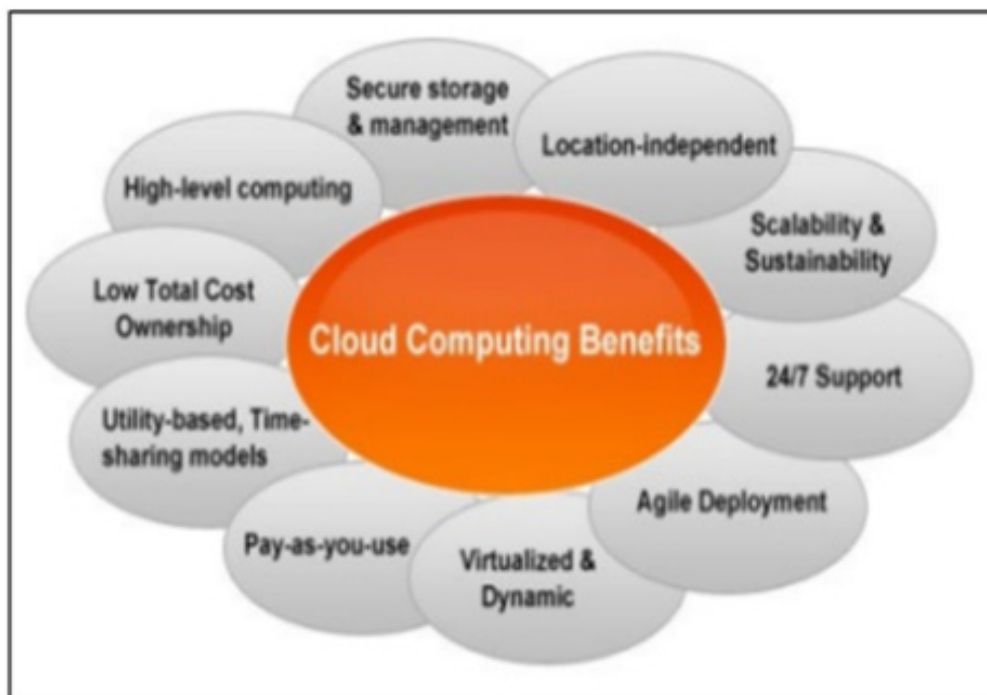 Secure storage
& management
Location-independent
High-level computing
Scalability &
Sustainability
Low Total Cost
Ownership
Cloud Computing Benefits
24/7 Support
Utility-based, Time-
sharing models
Agile Deployment
Pay-as-you-use
Virtualized &
Dynamic